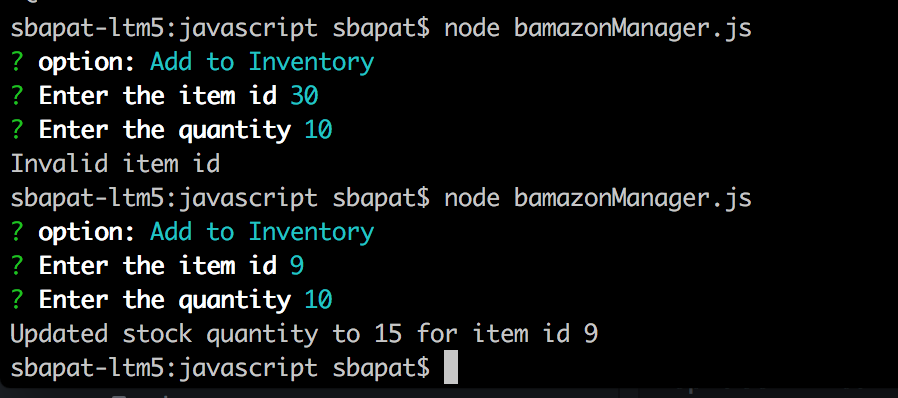 sbapat-ltm5:javascript sbapat$ node bamazonManager.js
? option: Add to Inventory
? Enter the item id 30
? Enter the quantity 10
Invalid item id
sbapat-ltm5:javascript sbapat$ node bamazonManager.js
? option: Add to Inventory
? Enter the item id 9
? Enter the quantity 10
Updated stock quantity to 15 for item id 9
sbapat-ltm5:javascript sbapat$